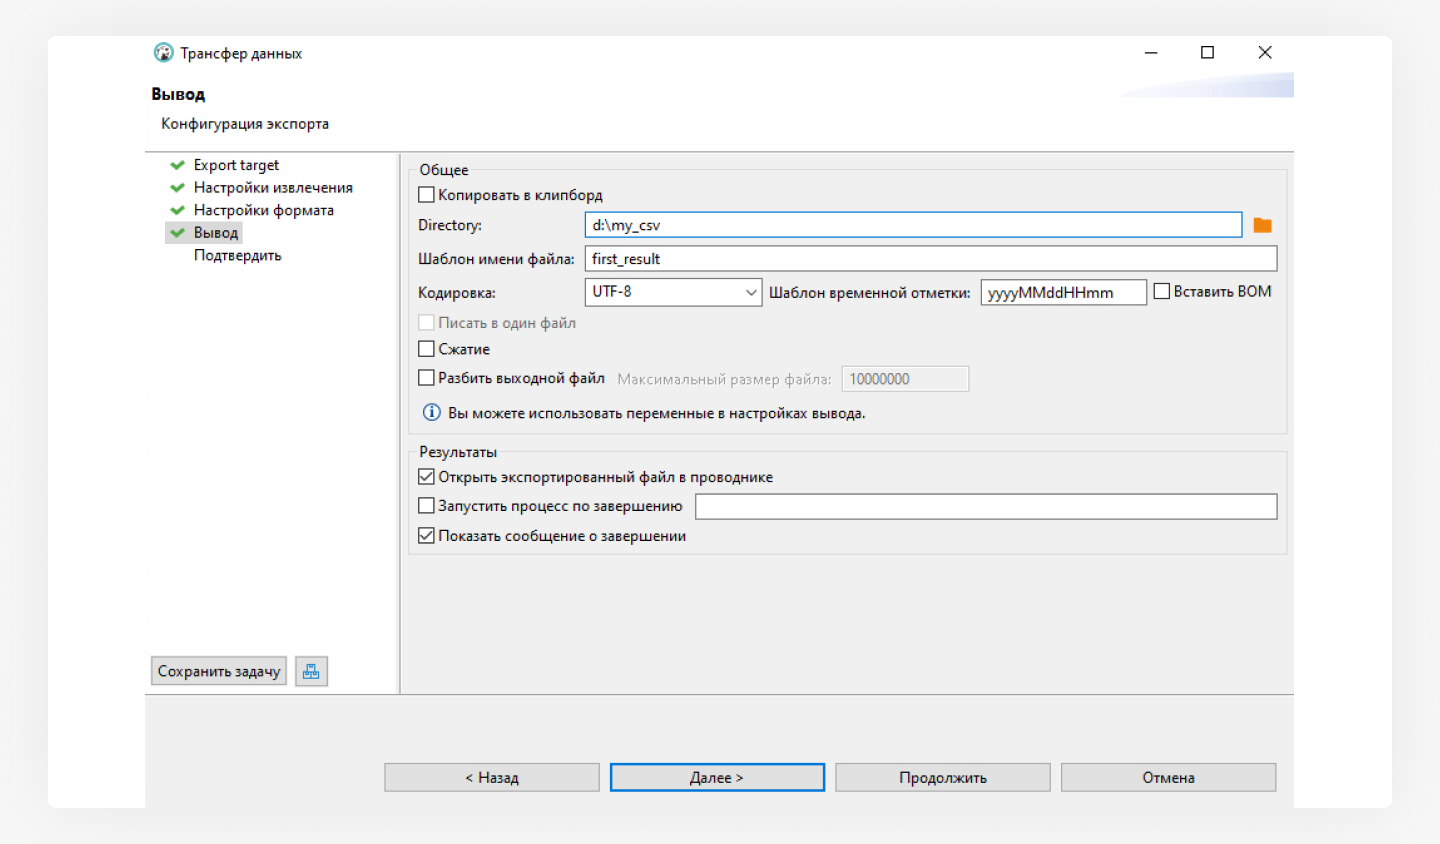 Трансфер данных
Вывод
Конфигурация экспорта
Export target
Настройки извлечения
Настройки формата
Вывод
Подтвердить
Общее
Копировать в клипборд
Directory: d:\my_csv
Шаблон имени файла: first_result
Кодировка: UTF-8 Шаблон временной отметки: yyyyMMddHHmm Вставить BOM
Писать в один файл
Сжатие
Разбить выходной файл Максимальный размер файла: 10000000
Вы можете использовать переменные в настройках вывода.
Результаты
Открыть экспортированный файл в проводнике
Запустить процесс по завершению
Показать сообщение о завершении
Сохранить задачу
< Назад Далее > Продолжить Отмена